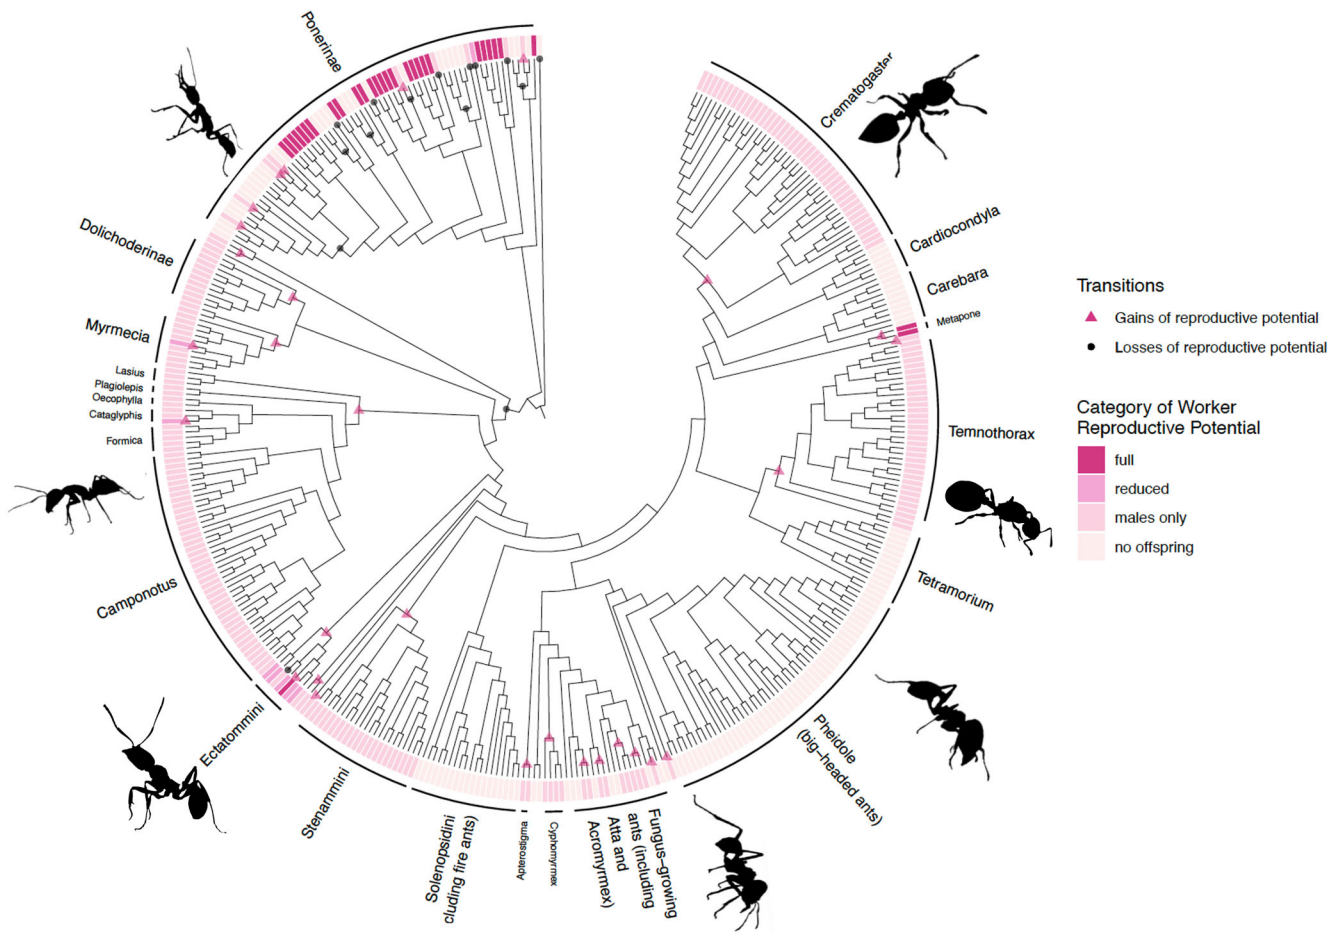 Ponerinae
Crematogaster
Dolichoderinae
Cardiocondyla
Carebara
Metapone
Myrmecia
Lasius
Plagiolepis
Oecophylla
Cataglyphis
Formica
Temnothorax
Camponotus
Tetramorium
Ectatommini
Stenammini
Solenopsidini
cluding fire ants)
Apterostigma
Cyphomyrmex
Fungus-growing
ants (including
Atta and
Acromyrmex)
Pheidole
(big-headed ants)
Transitions
Gains of reproductive potential
Losses of reproductive potential
Category of Worker
Reproductive Potential
full
reduced
males only
no offspring